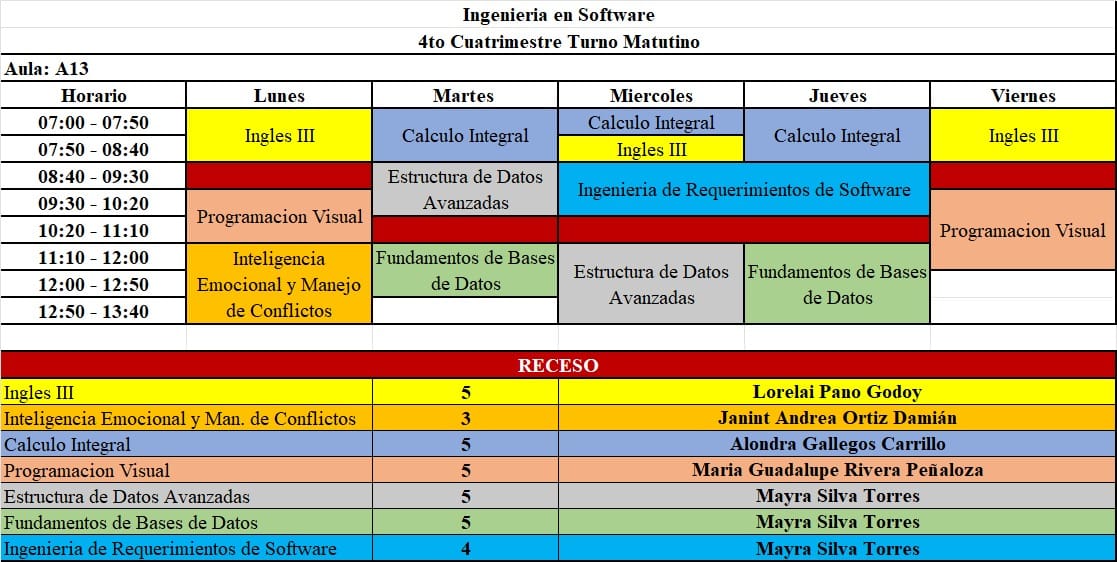 Ingenieria en Software
4to Cuatrimestre Turno Matutino
Aula: A13
Horario Lunes Martes Miercoles Jueves Viernes
07:00 - 07:50 Ingles III Calculo Integral Calculo Integral Calculo Integral Ingles III
07:50 - 08:40 Ingles III
08:40 - 09:30 Estructura de Datos Ingenieria de Requerimientos de Software
09:30 - 10:20 Programacion Visual Avanzadas
10:20 - 11:10 Programacion Visual
11:10 - 12:00 Inteligencia Fundamentos de Bases Estructura de Datos Fundamentos de Bases
12:00 - 12:50 Emocional y Manejo de Datos Avanzadas de Datos
12:50 - 13:40 de Conflictos
RECESO
Ingles III 5 Lorelai Pano Godoy
Inteligencia Emocional y Man. de Conflictos 3 Janint Andrea Ortiz Damián
Calculo Integral 5 Alondra Gallegos Carrillo
Programacion Visual 5 Maria Guadalupe Rivera Peñaloza
Estructura de Datos Avanzadas 5 Mayra Silva Torres
Fundamentos de Bases de Datos 5 Mayra Silva Torres
Ingenieria de Requerimientos de Software 4 Mayra Silva Torres